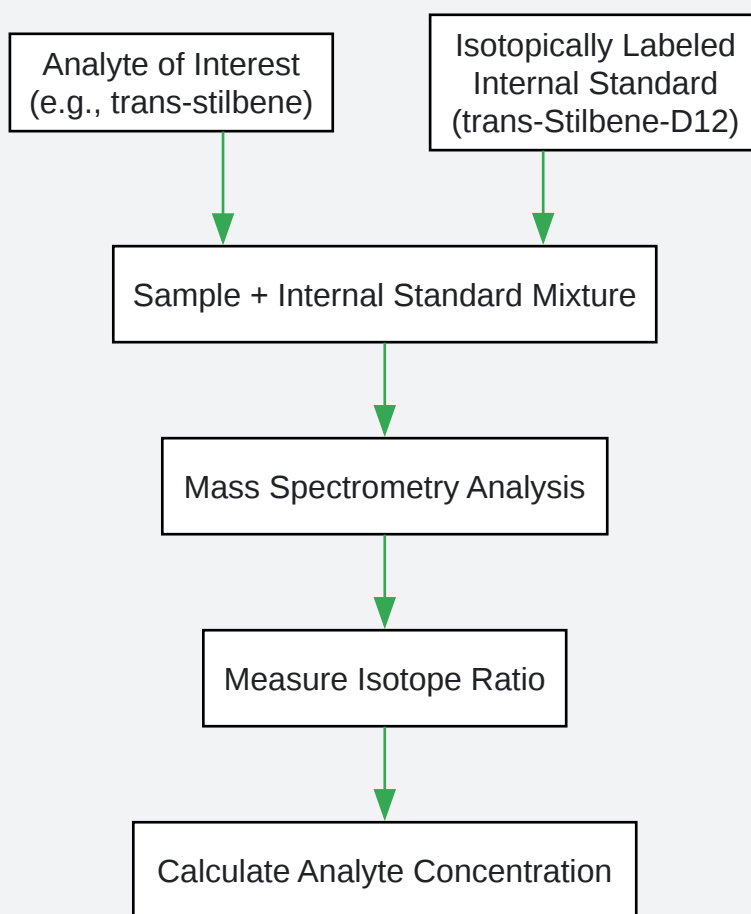 Analyte of Interest
(e.g., trans-stilbene)
Isotopically Labeled
Internal Standard
(trans-Stilbene-D12)
Sample + Internal Standard Mixture
Mass Spectrometry Analysis
Measure Isotope Ratio
Calculate Analyte Concentration